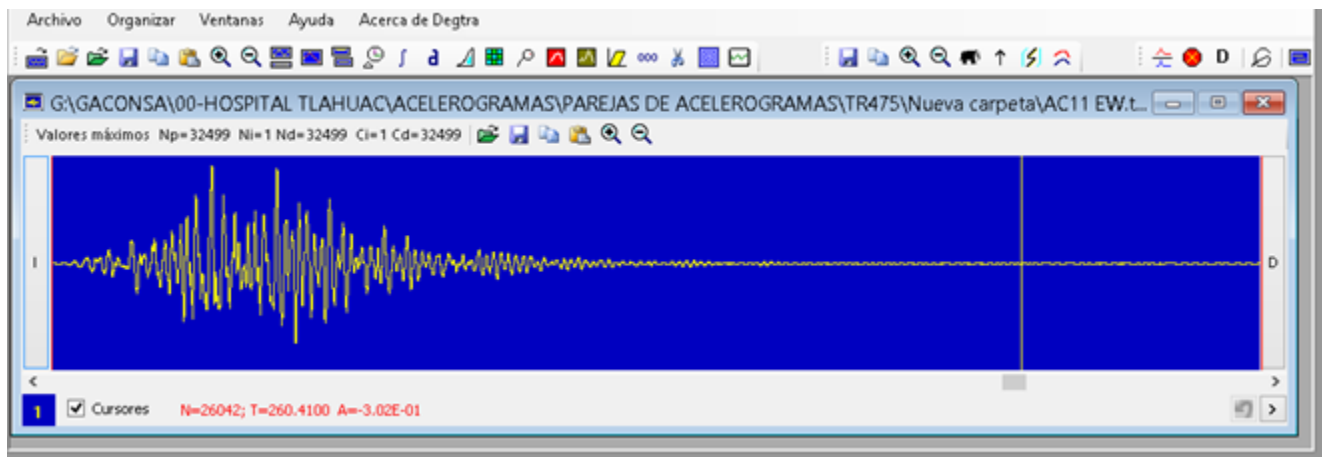 Archivo Organizar Ventanas Ayuda Acerca de Degtra
D
G:\GACONSA\00-HOSPITAL TLAHUAC\ACELEROGRAMAS\PAREJAS DE ACELEROGRAMAS\TR475\Nueva carpeta\AC11 EW.t...
Valores máximos Np=32499 Ni=1 Nd=32499 Ci=1 Cd=32499
I D
1 Cursores N=26042; T=260.4100 A=-3.02E-01